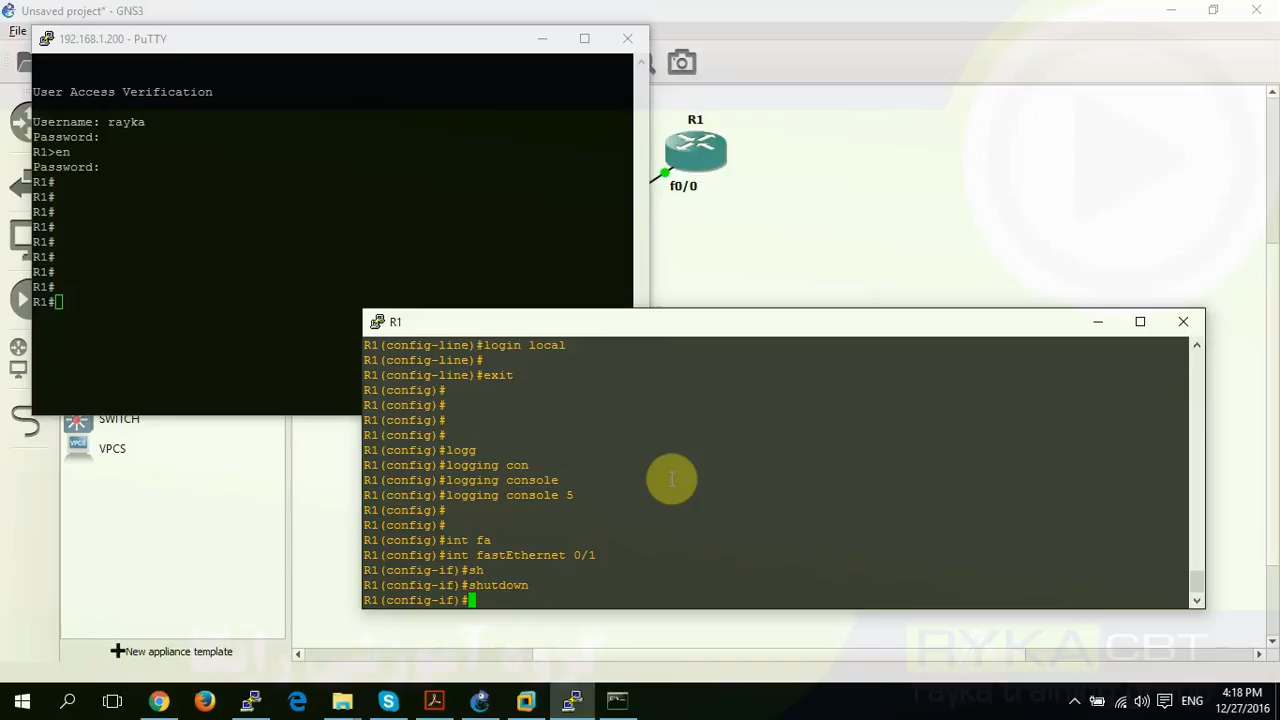 Unsaved project* - GNS3
File
192.168.1.200 - PuTTY
User Access Verification
Username: rayka
Password:
R1>en
Password:
R1#
R1#
R1#
R1#
R1#
R1#
R1#
R1#
R1#
R1
f0/0
R1
R1(config-line)#login local
R1(config-line)#
R1(config-line)#exit
R1(config)#
R1(config)#
R1(config)#
R1(config)#
R1(config)#logg
R1(config)#logging con
R1(config)#logging console
R1(config)#logging console 5
R1(config)#
R1(config)#
R1(config)#int fa
R1(config)#int fastEthernet 0/1
R1(config-if)#sh
R1(config-if)#shutdown
R1(config-if)#
SWITCH
VPCS
VPCS
New appliance template
RYKA CBT
ENG
4:18 PM
12/27/2016